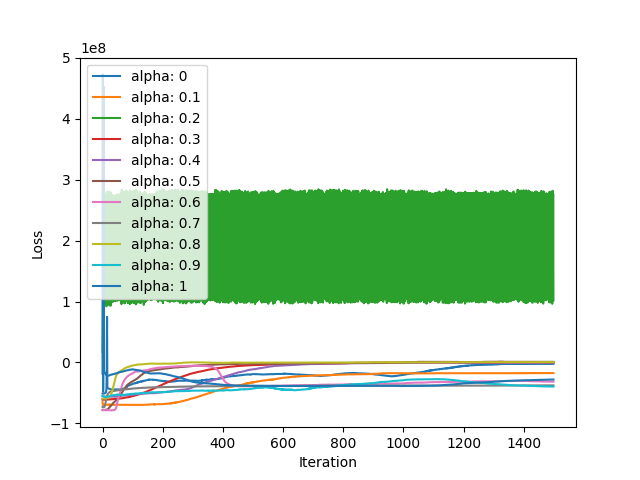 1e8
5
4
3
2
1
0
−1
Loss
alpha: 0
alpha: 0.1
alpha: 0.2
alpha: 0.3
alpha: 0.4
alpha: 0.5
alpha: 0.6
alpha: 0.7
alpha: 0.8
alpha: 0.9
alpha: 1
0 200 400 600 800 1000 1200 1400
Iteration